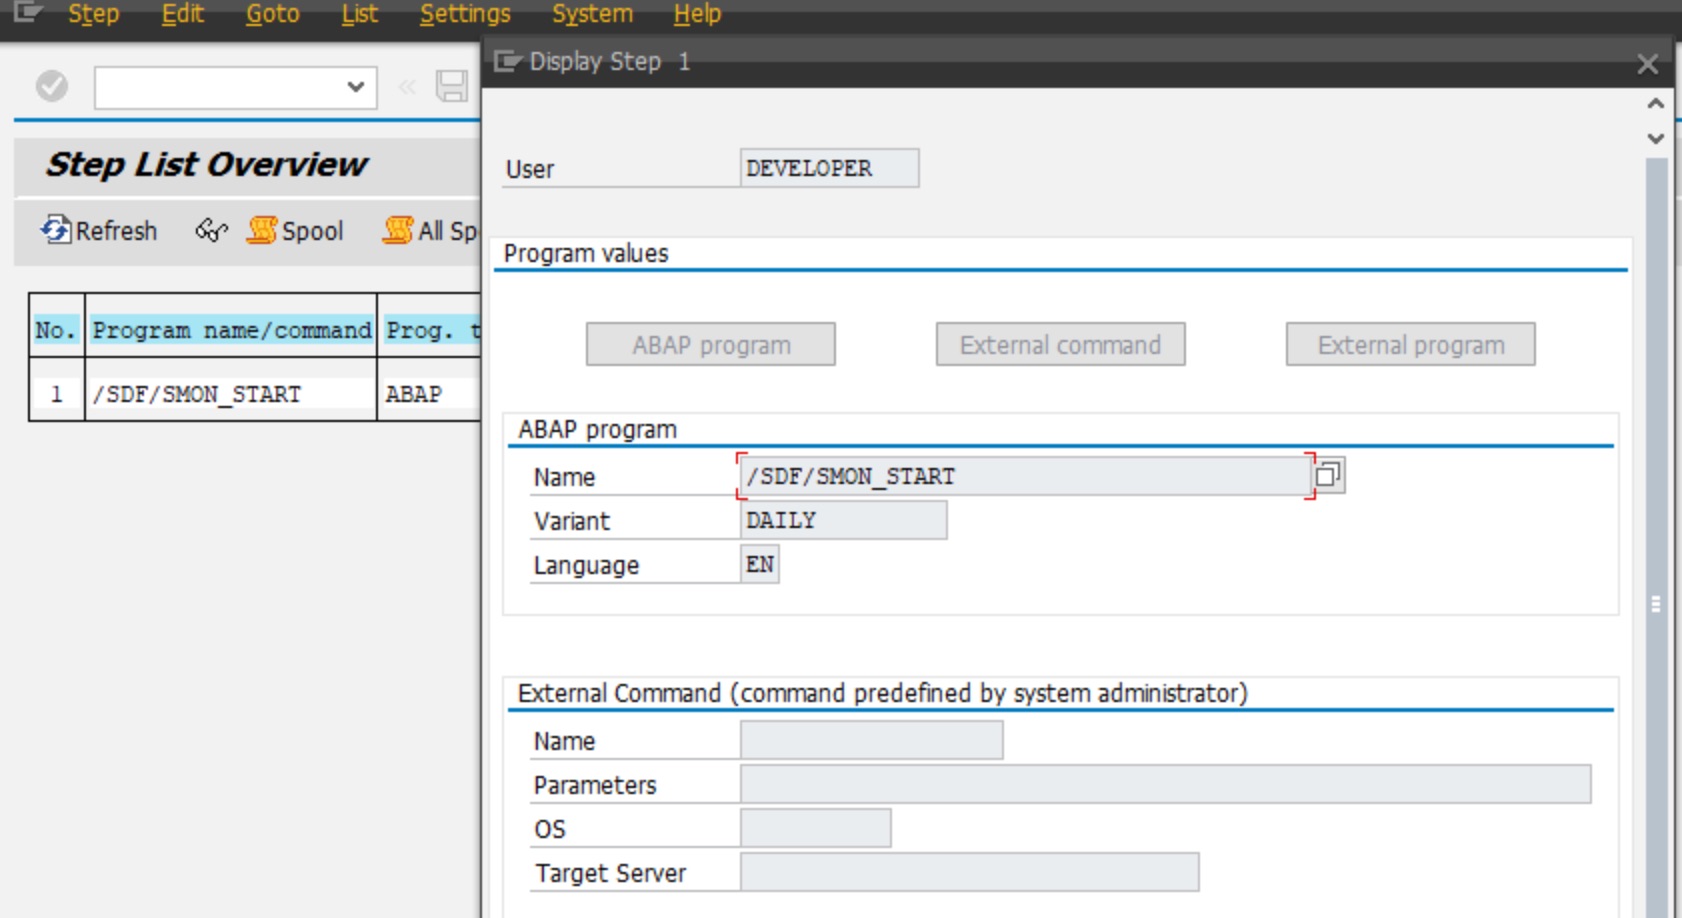 Step Edit Goto List Settings System Help
Display Step 1
Step List Overview
Refresh Spool All Sp
No. Program name/command Prog. t
1 /SDF/SMON_START ABAP
User DEVELOPER
Program values
ABAP program External command External program
ABAP program
Name /SDF/SMON_START
Variant DAILY
Language EN
External Command (command predefined by system administrator)
Name
Parameters
OS
Target Server